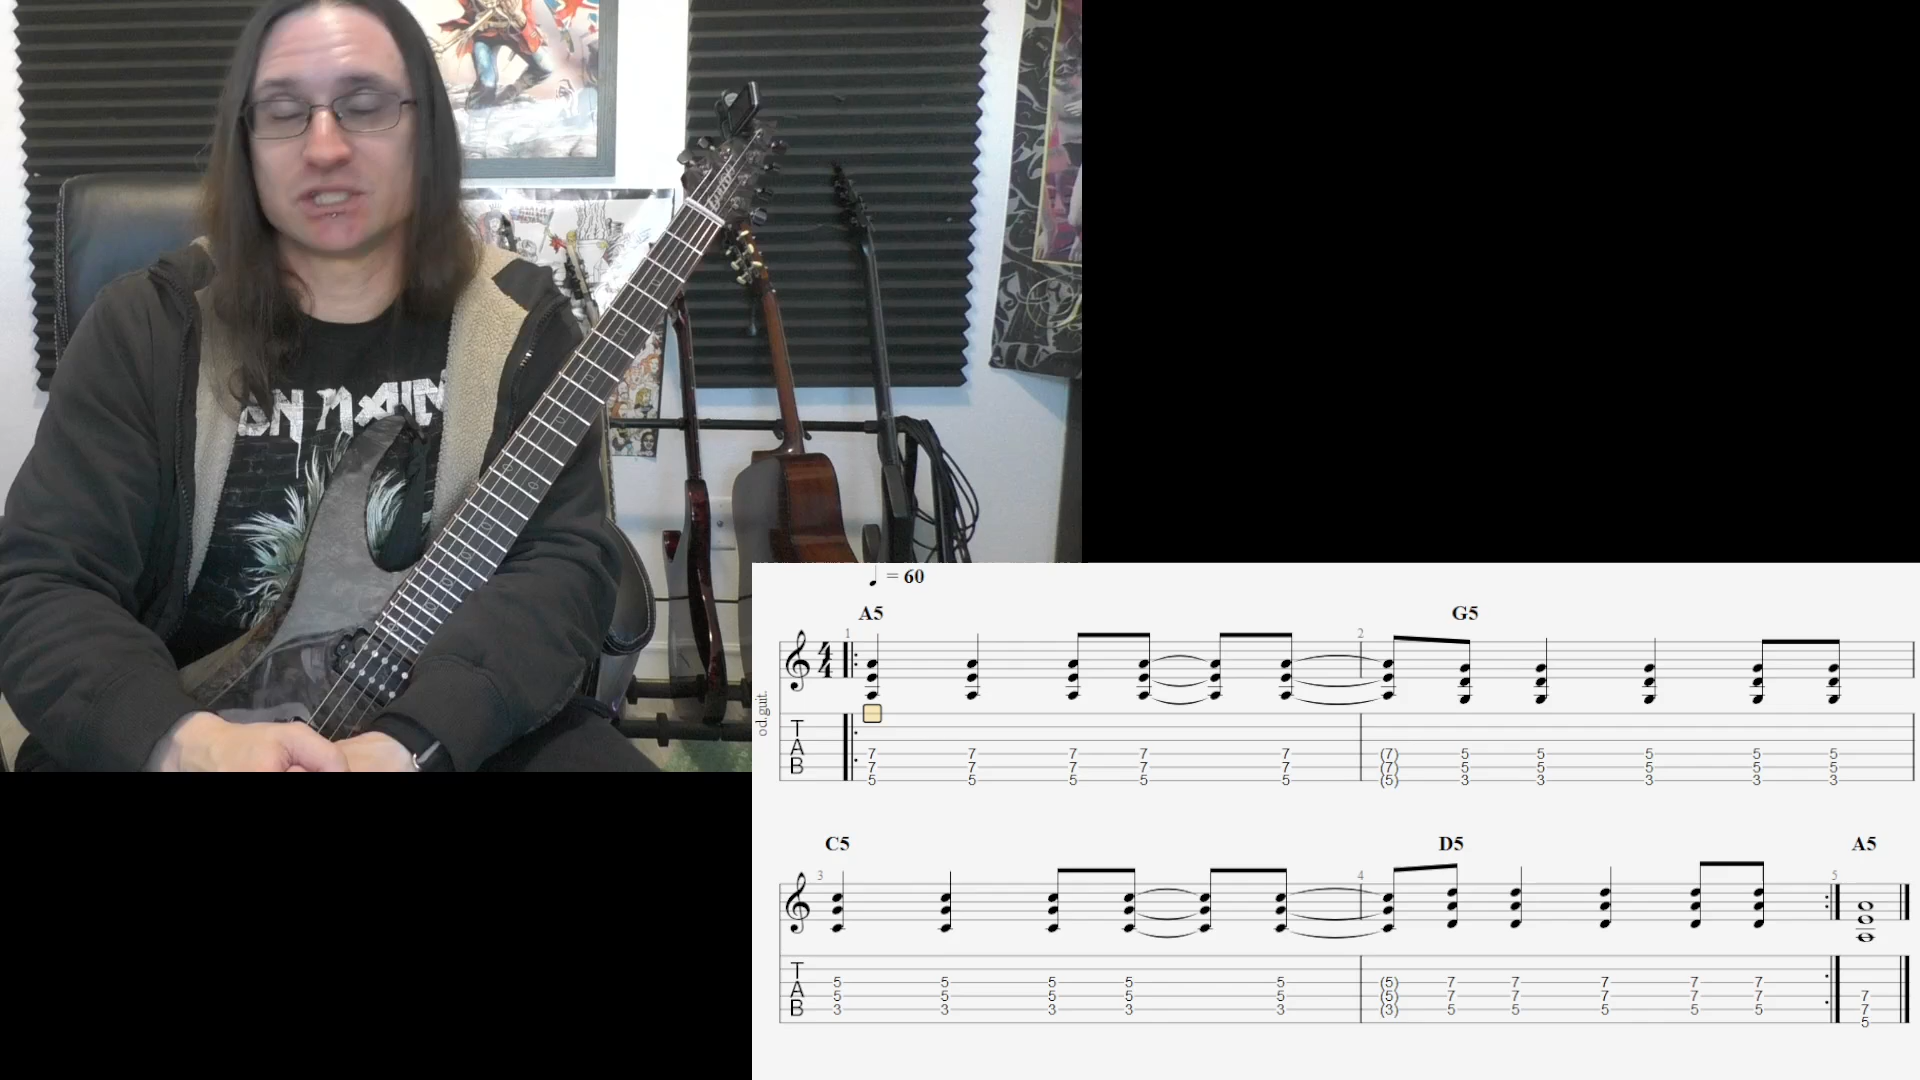 ON MAIDEN
= 60
A5 G5
4
4
1 2
od.guit.
T
A
B
7 7 7 7 7 (7) 5 5 5 5 5
7 7 7 7 7 (7) 5 5 5 5 5
5 5 5 5 5 (5) 3 3 3 3 3
C5 D5 A5
3 4 5
T
A
B
5 5 5 5 5 (5) 7 7 7 7 7
5 5 5 5 5 (5) 7 7 7 7 7 7
3 3 3 3 3 (3) 5 5 5 5 5 7
5